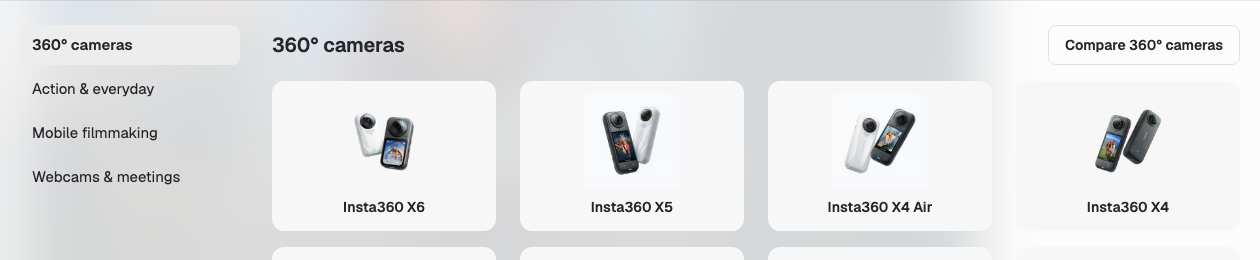 360° cameras
Action & everyday
Mobile filmmaking
Webcams & meetings
360° cameras
Compare 360° cameras
Insta360 X6
Insta360 X5
Insta360 X4 Air
Insta360 X4